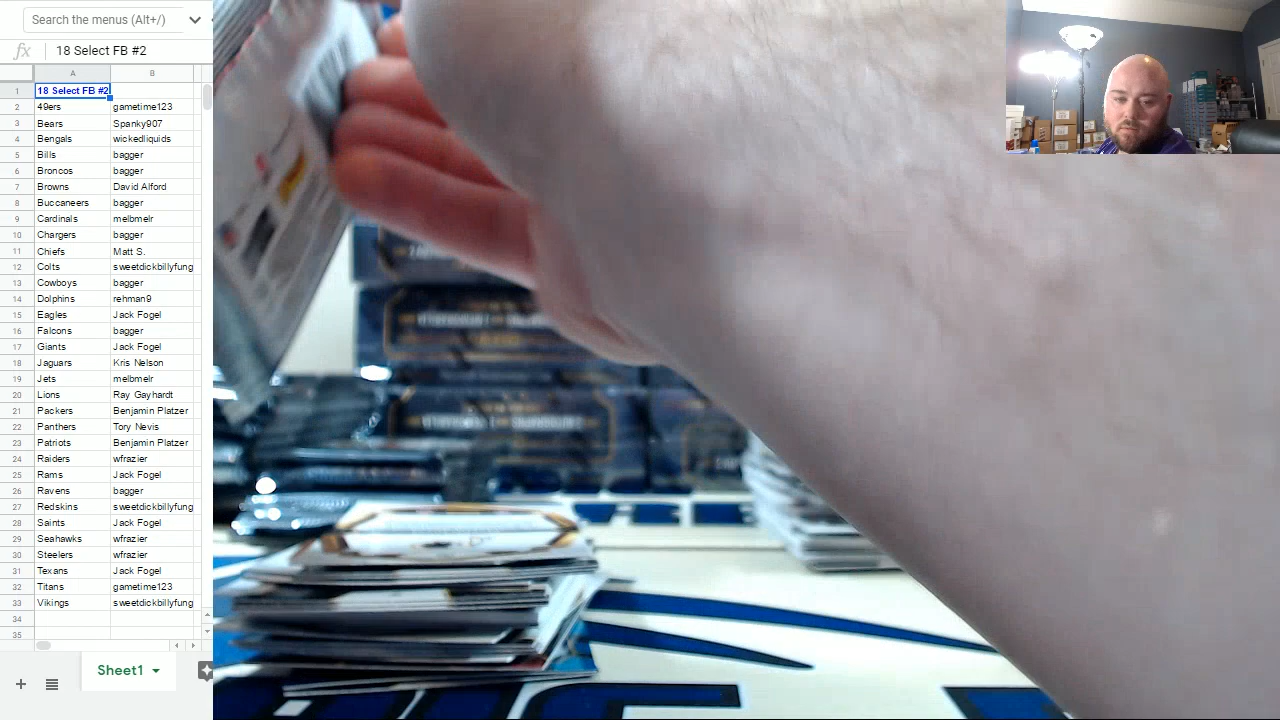 Search the menus (Alt+/)
fx 18 Select FB #2
A B
1 18 Select FB #2
2 49ers gametime123
3 Bears Spanky907
4 Bengals wickedliquids
5 Bills bagger
6 Broncos bagger
7 Browns David Alford
8 Buccaneers bagger
9 Cardinals melbmelr
10 Chargers bagger
11 Chiefs Matt S.
12 Colts sweetdickbillyfung
13 Cowboys bagger
14 Dolphins rehman9
15 Eagles Jack Fogel
16 Falcons bagger
17 Giants Jack Fogel
18 Jaguars Kris Nelson
19 Jets melbmelr
20 Lions Ray Gayhardt
21 Packers Benjamin Platzer
22 Panthers Tory Nevis
23 Patriots Benjamin Platzer
24 Raiders wfrazier
25 Rams Jack Fogel
26 Ravens bagger
27 Redskins sweetdickbillyfung
28 Saints Jack Fogel
29 Seahawks wfrazier
30 Steelers wfrazier
31 Texans Jack Fogel
32 Titans gametime123
33 Vikings sweetdickbillyfung
34
35
Sheet1